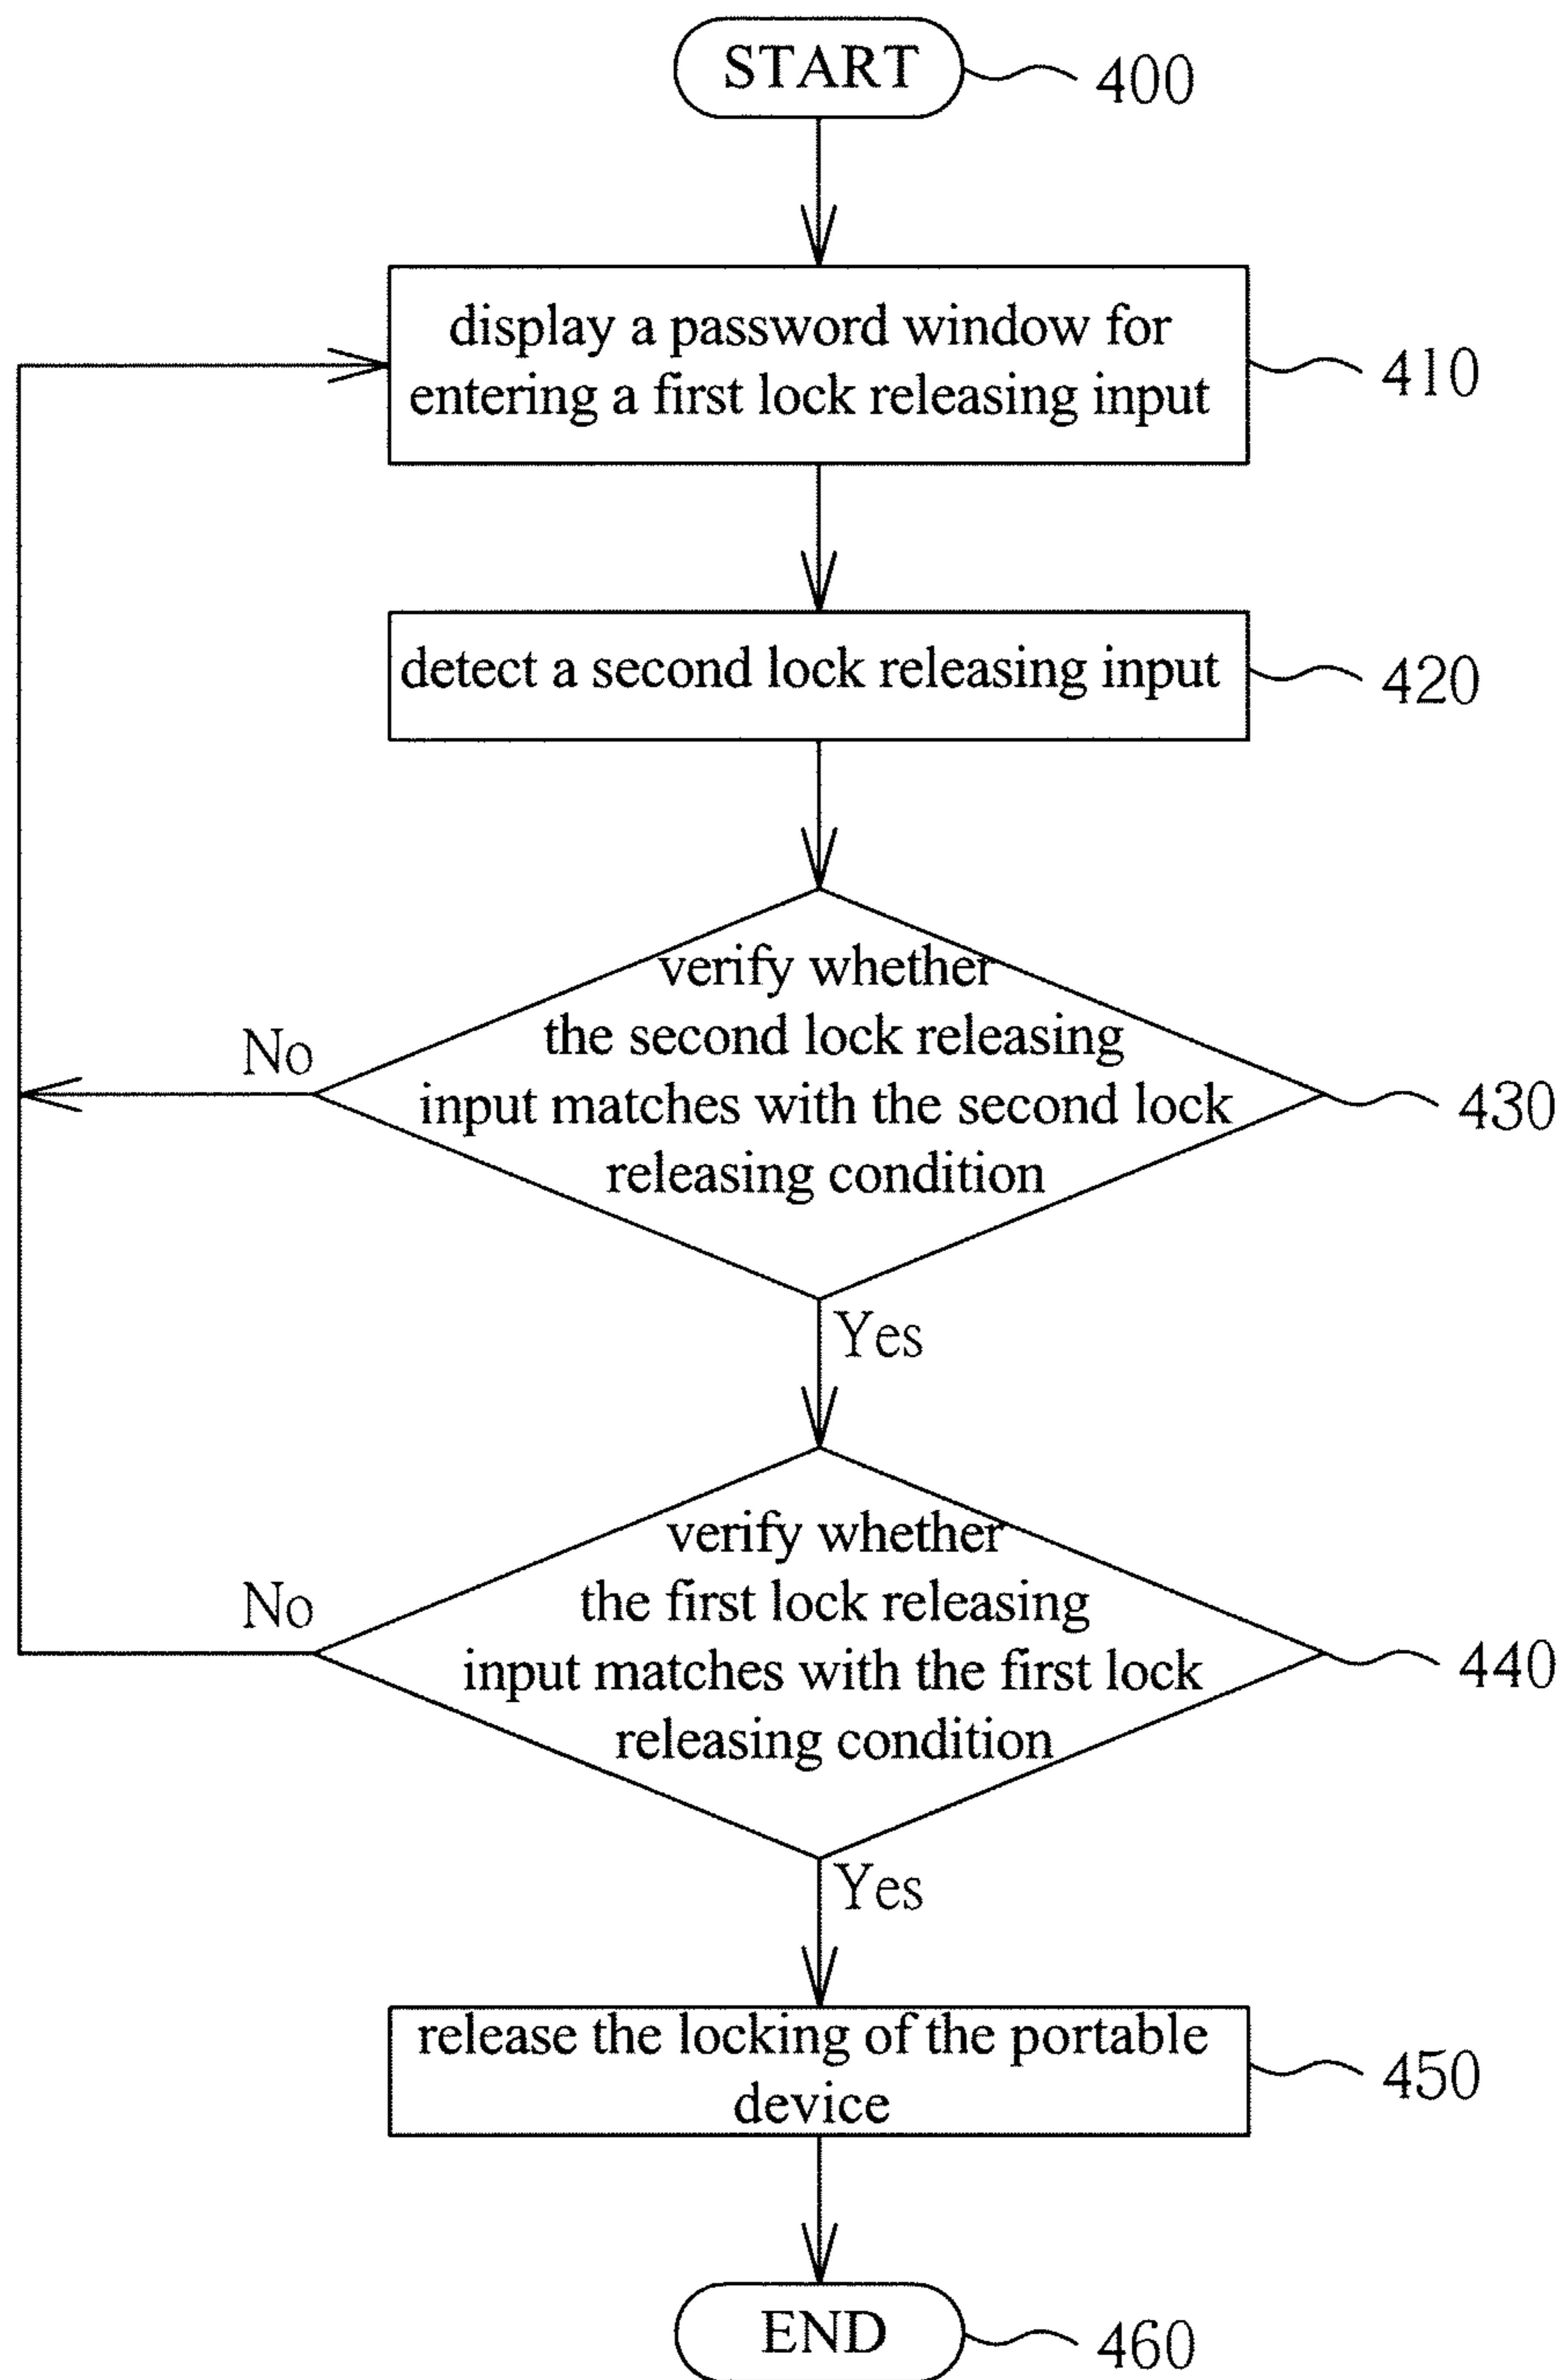 START
400
display a password window for
entering a first lock releasing input
410
detect a second lock releasing input
420
verify whether
the second lock releasing
input matches with the second lock
releasing condition
No
430
Yes
verify whether
the first lock releasing
input matches with the first lock
releasing condition
No
440
Yes
release the locking of the portable
device
450
END
460